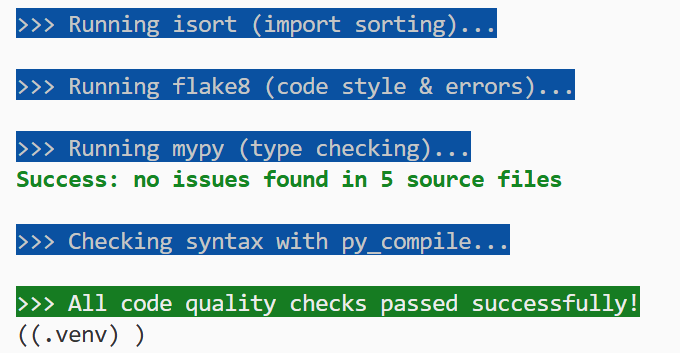 >>> Running isort (import sorting)...
>>> Running flake8 (code style & errors)...
>>> Running mypy (type checking)...
Success: no issues found in 5 source files
>>> Checking syntax with py_compile...
>>> All code quality checks passed successfully!
((.venv) )